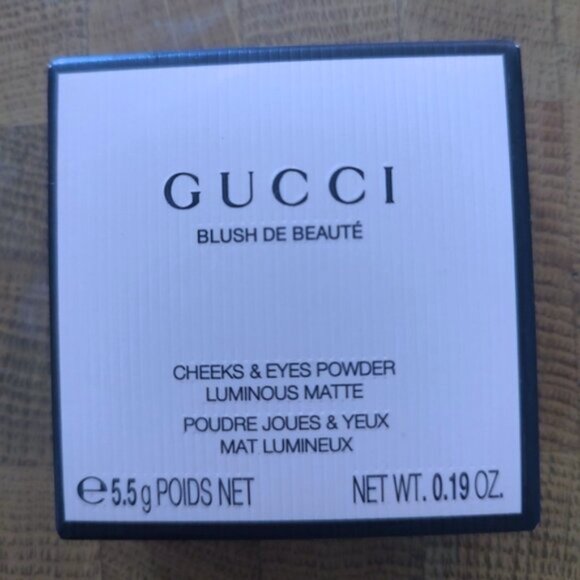 GUCCI
BLUSH DE BEAUTÉ
CHEEKS & EYES POWDER
LUMINOUS MATTE
POUDRE JOUES & YEUX
MAT LUMINEUX
℮5.5g POIDS NET NET WT. 0.19 OZ.